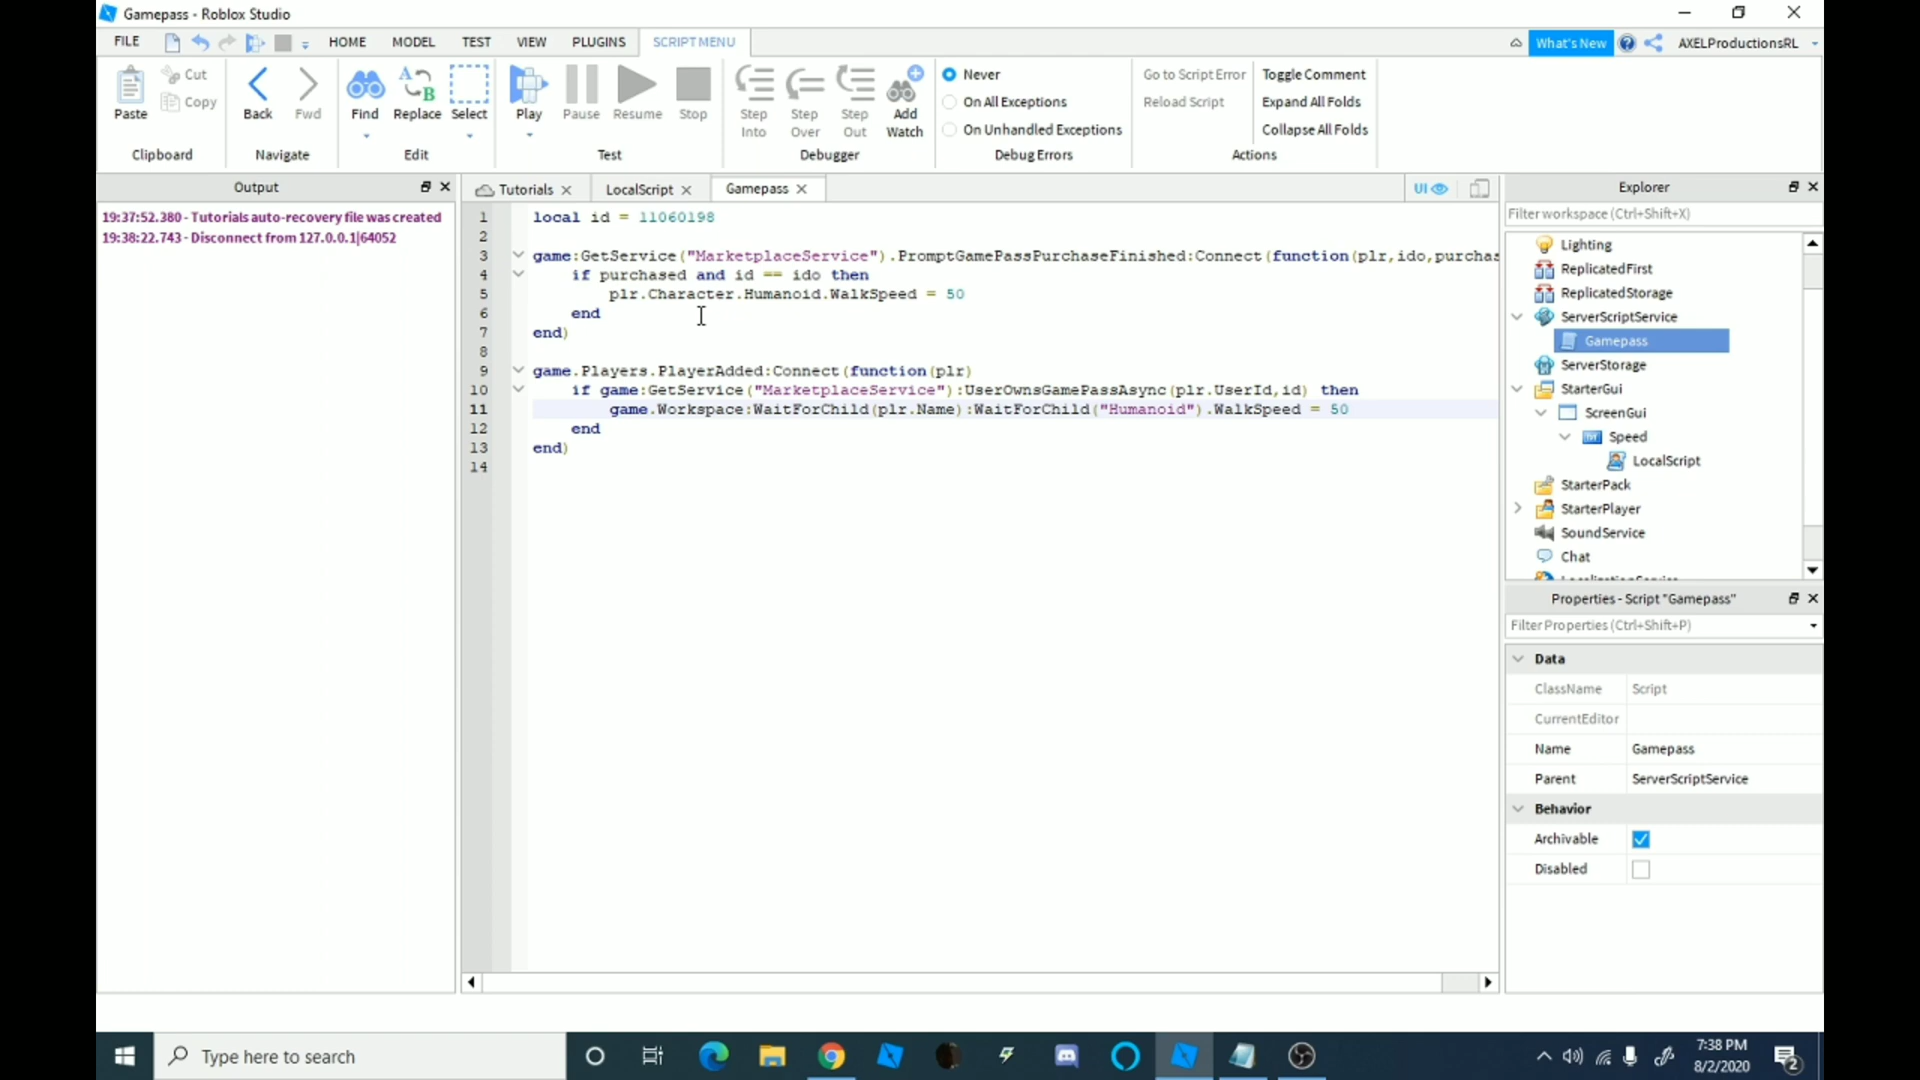 Gamepass - Roblox Studio
FILE
HOME
MODEL
TEST
VIEW
PLUGINS
SCRIPT MENU
What's New
AXELProductionsRL
Paste
Cut
Copy
Clipboard
Back
Fwd
Navigate
Find
Replace
Select
Edit
Play
Pause
Resume
Stop
Test
Step Into
Step Over
Step Out
Add Watch
Debugger
Never
On All Exceptions
On Unhandled Exceptions
Debug Errors
Go to Script Error
Reload Script
Toggle Comment
Expand All Folds
Collapse All Folds
Actions
Output
19:37:52.380 - Tutorials auto-recovery file was created
19:38:22.743 - Disconnect from 127.0.0.1|64052
Tutorials
LocalScript
Gamepass
UI
1 local id = 11060198
2
3 game:GetService("MarketplaceService").PromptGamePassPurchaseFinished:Connect(function(plr,ido,purchas
4 if purchased and id == ido then
5 plr.Character.Humanoid.WalkSpeed = 50
6 end
7 end)
8
9 game.Players.PlayerAdded:Connect(function(plr)
10 if game:GetService("MarketplaceService"):UserOwnsGamePassAsync(plr.UserId,id) then
11 game.Workspace:WaitForChild(plr.Name):WaitForChild("Humanoid").WalkSpeed = 50
12 end
13 end)
14
Explorer
Filter workspace (Ctrl+Shift+X)
Lighting
ReplicatedFirst
ReplicatedStorage
ServerScriptService
Gamepass
ServerStorage
StarterGui
ScreenGui
Speed
LocalScript
StarterPack
StarterPlayer
SoundService
Chat
Properties - Script "Gamepass"
Filter Properties (Ctrl+Shift+P)
Data
ClassName Script
CurrentEditor
Name Gamepass
Parent ServerScriptService
Behavior
Archivable
Disabled
Type here to search
7:38 PM
8/2/2020
2